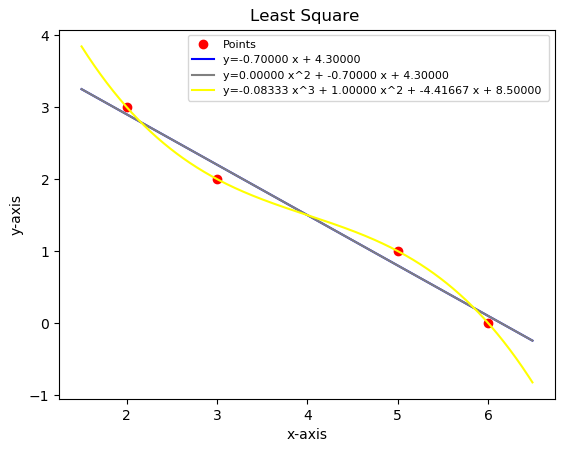 Least Square
Points
y=-0.70000 x + 4.30000
y=0.00000 x^2 + -0.70000 x + 4.30000
y=-0.08333 x^3 + 1.00000 x^2 + -4.41667 x + 8.50000
4
3
2
1
0
−1
y-axis
2
3
4
5
6
x-axis